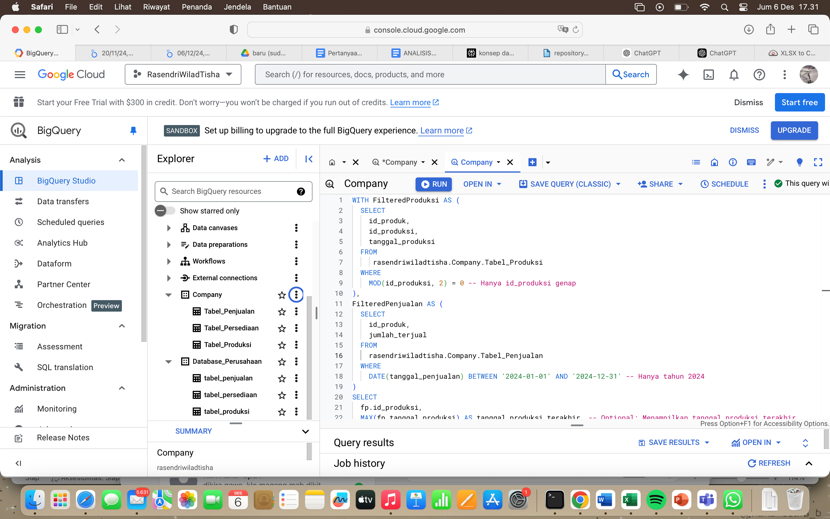 Safari File Edit Lihat Riwayat Penanda Jendela Bantuan
Jum 6 Des 17.31
console.cloud.google.com
BigQuery...
20/11/24,...
06/12/24,...
baru (sud...
Pertanyaa...
ANALISIS...
konsep da...
repository...
ChatGPT
ChatGPT
XLSX to C...
Google Cloud
RasendriWiladTisha
Search (/) for resources, docs, products, and more
Search
Start your Free Trial with $300 in credit. Don't worry—you won't be charged if you run out of credits. Learn more
Dismiss
Start free
BigQuery
SANDBOX Set up billing to upgrade to the full BigQuery experience. Learn more
DISMISS
UPGRADE
Analysis
BigQuery Studio
Data transfers
Scheduled queries
Analytics Hub
Dataform
Partner Center
Orchestration Preview
Migration
Assessment
SQL translation
Administration
Monitoring
Release Notes
Explorer
+ ADD
Search BigQuery resources
Show starred only
Data canvases
Data preparations
Workflows
External connections
Company
Tabel_Penjualan
Tabel_Persediaan
Tabel_Produksi
Database_Perusahaan
tabel_penjualan
tabel_persediaan
tabel_produksi
SUMMARY
Company
rasendriwiladtisha
*Company
Company
Company
RUN
OPEN IN
SAVE QUERY (CLASSIC)
SHARE
SCHEDULE
This query wi
1 WITH FilteredProduksi AS (
2 SELECT
3 id_produk,
4 id_produksi,
5 tanggal_produksi
6 FROM
7 rasendriwiladtisha.Company.Tabel_Produksi
8 WHERE
9 MOD(id_produksi, 2) = 0 -- Hanya id_produksi genap
10 ),
11 FilteredPenjualan AS (
12 SELECT
13 id_produk,
14 jumlah_terjual
15 FROM
16 rasendriwiladtisha.Company.Tabel_Penjualan
17 WHERE
18 DATE(tanggal_penjualan) BETWEEN '2024-01-01' AND '2024-12-31' -- Hanya tahun 2024
19 )
20 SELECT
21 fp.id_produksi,
22 MAX(fp.tanggal_produksi) AS tanggal_produksi_terakhir, -- Optional: Menampilkan tanggal produksi terakhir
Press Option+F1 for Accessibility Options.
Query results
SAVE RESULTS
OPEN IN
Job history
REFRESH